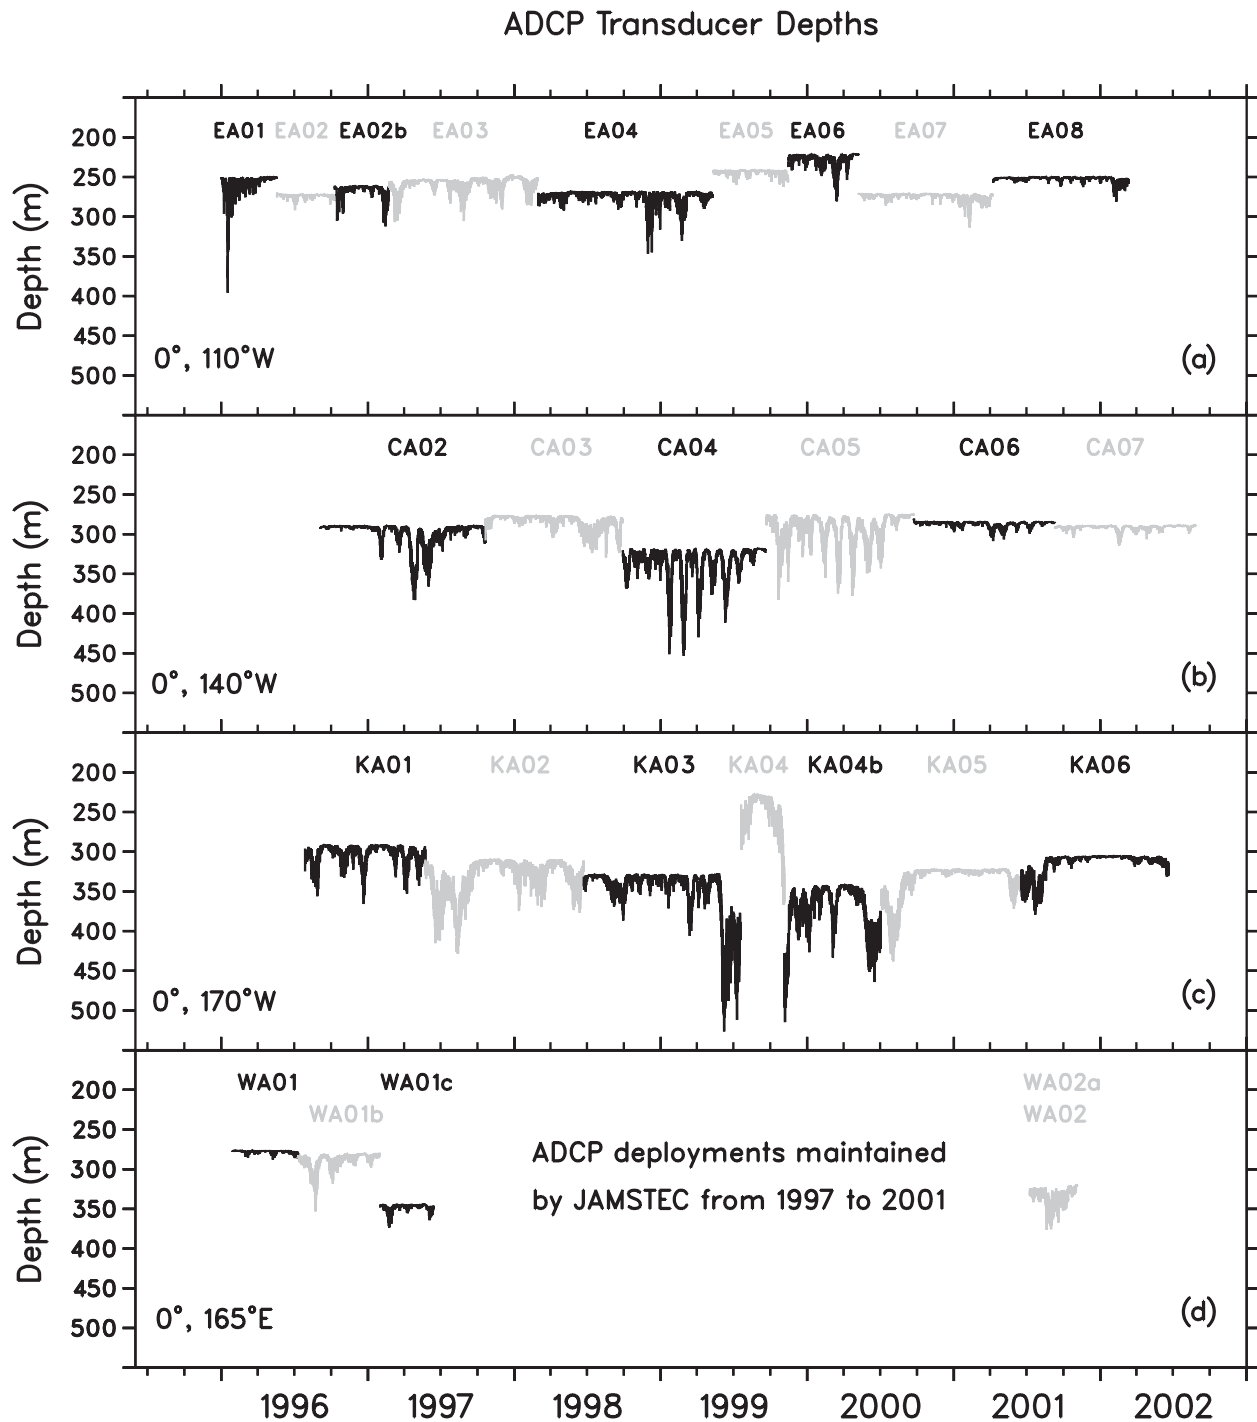 ADCP Transducer Depths
EA01 EA02 EA02b EA03 EA04 EA05 EA06 EA07 EA08
200
250
300
350
400
450
500
Depth (m)
0°, 110°W
(a)
CA02 CA03 CA04 CA05 CA06 CA07
200
250
300
350
400
450
500
Depth (m)
0°, 140°W
(b)
KA01 KA02 KA03 KA04 KA04b KA05 KA06
200
250
300
350
400
450
500
Depth (m)
0°, 170°W
(c)
WA01 WA01c WA02a
WA01b WA02
200
250
300
350
400
450
500
Depth (m)
ADCP deployments maintained
by JAMSTEC from 1997 to 2001
0°, 165°E
(d)
1996 1997 1998 1999 2000 2001 2002